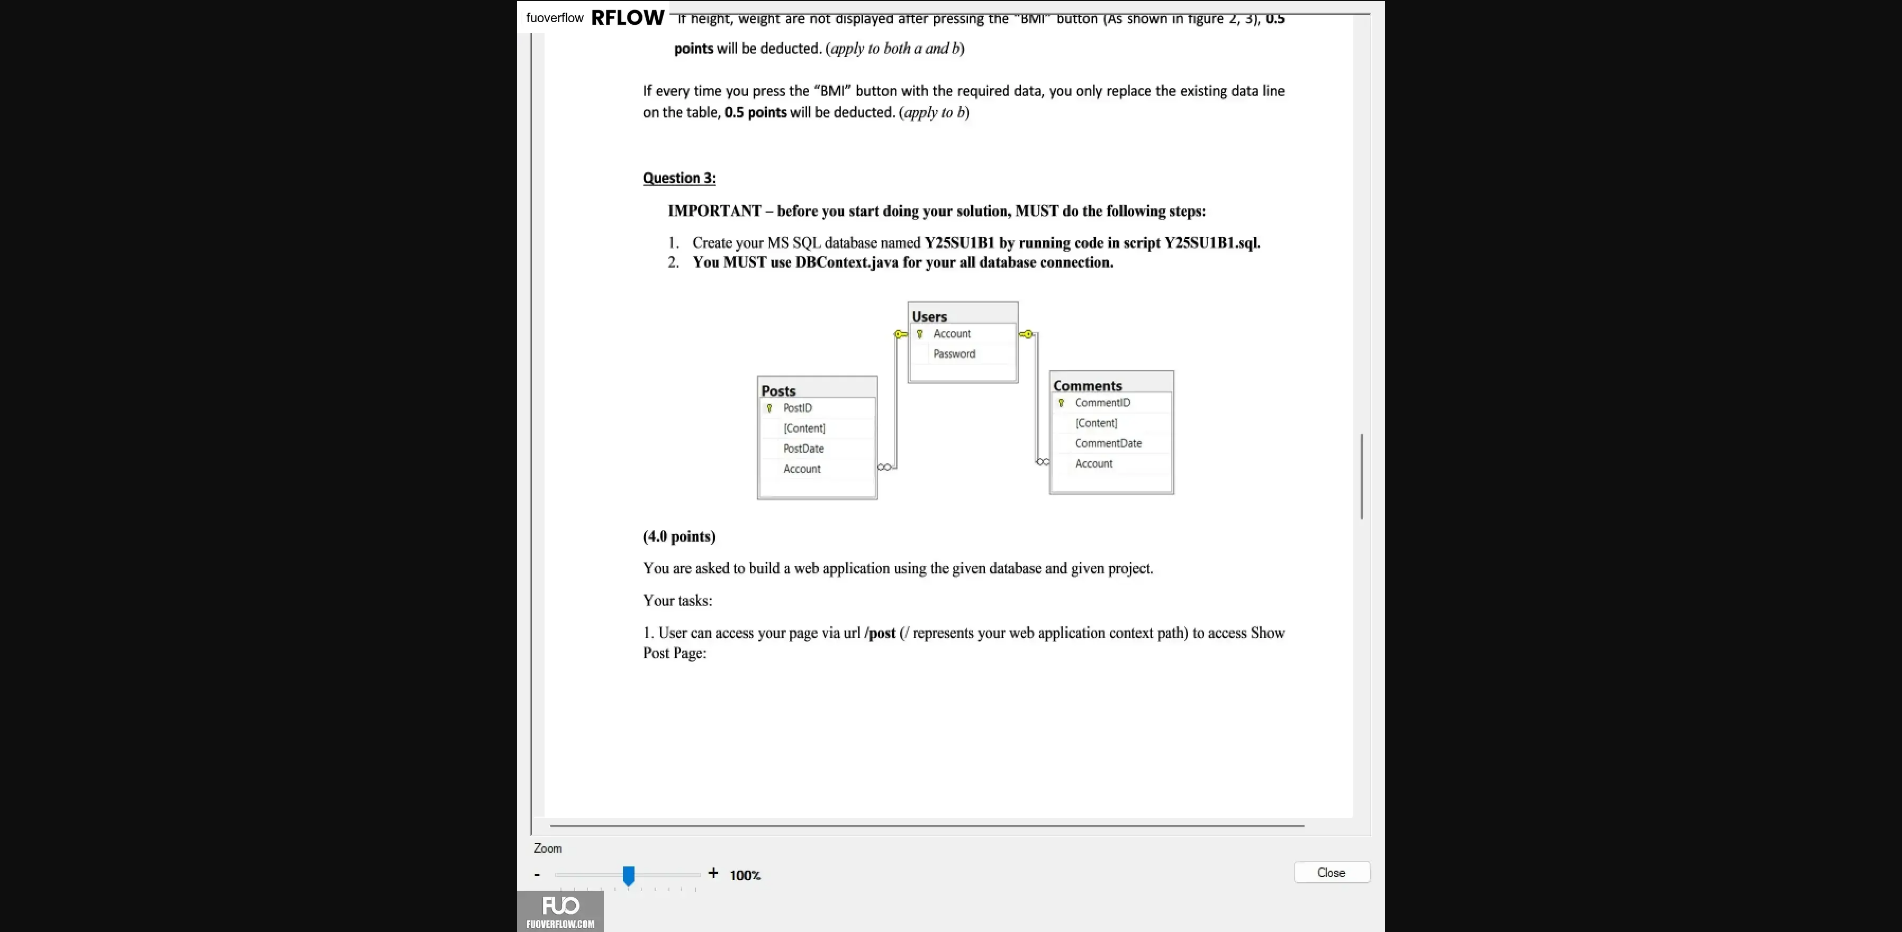 fuoverflow RFLOW If height, weight are not displayed after pressing the "BMI" button (As shown in figure 2, 3), 0.5
points will be deducted. (apply to both a and b)
If every time you press the “BMI” button with the required data, you only replace the existing data line
on the table, 0.5 points will be deducted. (apply to b)
Question 3:
IMPORTANT – before you start doing your solution, MUST do the following steps:
1. Create your MS SQL database named Y25SU1B1 by running code in script Y25SU1B1.sql.
2. You MUST use DBContext.java for your all database connection.
Users
Account
Password
Posts
PostID
[Content]
PostDate
Account
Comments
CommentID
[Content]
CommentDate
Account
(4.0 points)
You are asked to build a web application using the given database and given project.
Your tasks:
1. User can access your page via url /post (/ represents your web application context path) to access Show
Post Page:
Zoom
- + 100%
Close
FUO
FUOVERFLOW.COM